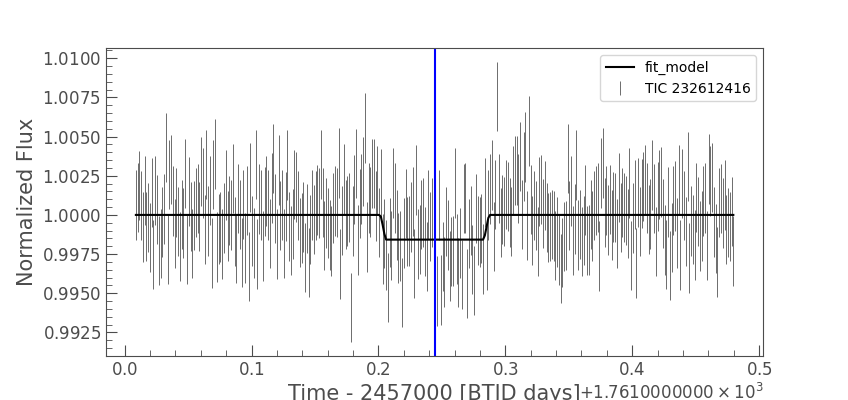 1.0100
1.0075
1.0050
1.0025
1.0000
0.9975
0.9950
0.9925
Normalized Flux
fit_model
TIC 232612416
0.0
0.1
0.2
0.3
0.4
0.5
Time - 2457000 [BTJD days]
+1.7610000000 × 10³